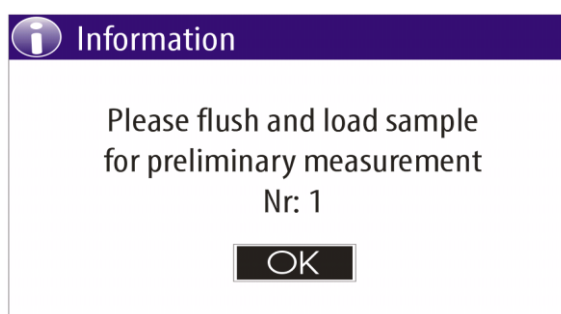 Information
Please flush and load sample
for preliminary measurement
Nr: 1
OK